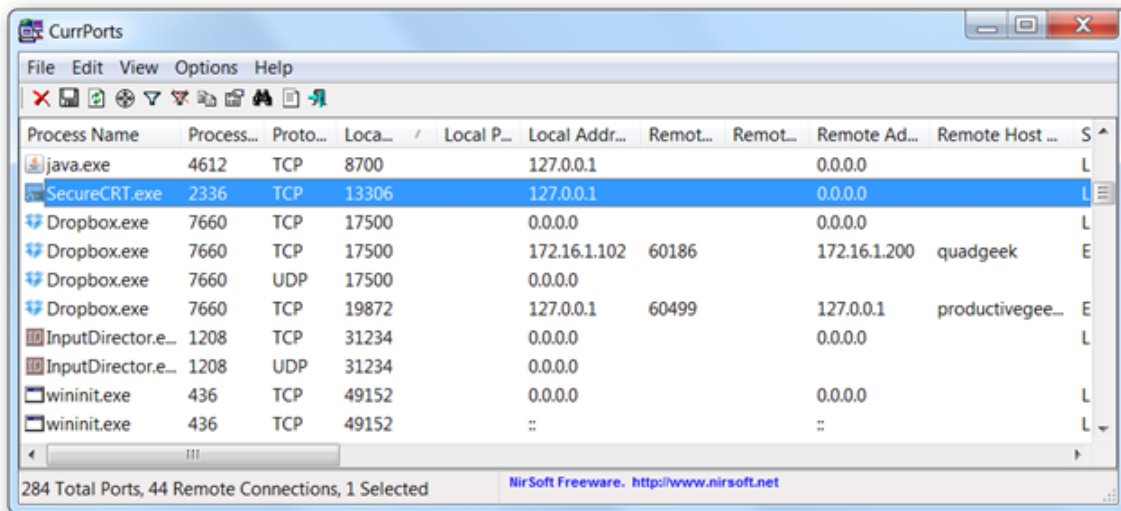 CurrPorts
File Edit View Options Help
Process Name Process... Proto... Loca... / Local P... Local Addr... Remot... Remot... Remote Ad... Remote Host ... S
java.exe 4612 TCP 8700 127.0.0.1 0.0.0.0 L
SecureCRT.exe 2336 TCP 13306 127.0.0.1 0.0.0.0 L
Dropbox.exe 7660 TCP 17500 0.0.0.0 0.0.0.0 L
Dropbox.exe 7660 TCP 17500 172.16.1.102 60186 172.16.1.200 quadgeek E
Dropbox.exe 7660 UDP 17500 0.0.0.0
Dropbox.exe 7660 TCP 19872 127.0.0.1 60499 127.0.0.1 productivegee... E
InputDirector.e... 1208 TCP 31234 0.0.0.0 0.0.0.0 L
InputDirector.e... 1208 UDP 31234 0.0.0.0
wininit.exe 436 TCP 49152 0.0.0.0 0.0.0.0 L
wininit.exe 436 TCP 49152 :: :: L
284 Total Ports, 44 Remote Connections, 1 Selected NirSoft Freeware. http://www.nirsoft.net